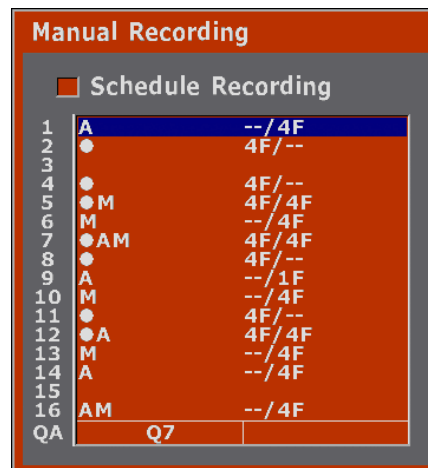 Manual Recording
Schedule Recording
1 A --/4F
2 ● 4F/--
3
4 ● 4F/--
5 ●M 4F/4F
6 M --/4F
7 ●AM 4F/4F
8 ● 4F/--
9 A --/1F
10 M --/4F
11 ● 4F/--
12 ●A 4F/4F
13 M --/4F
14 A --/4F
15
16 AM --/4F
QA Q7